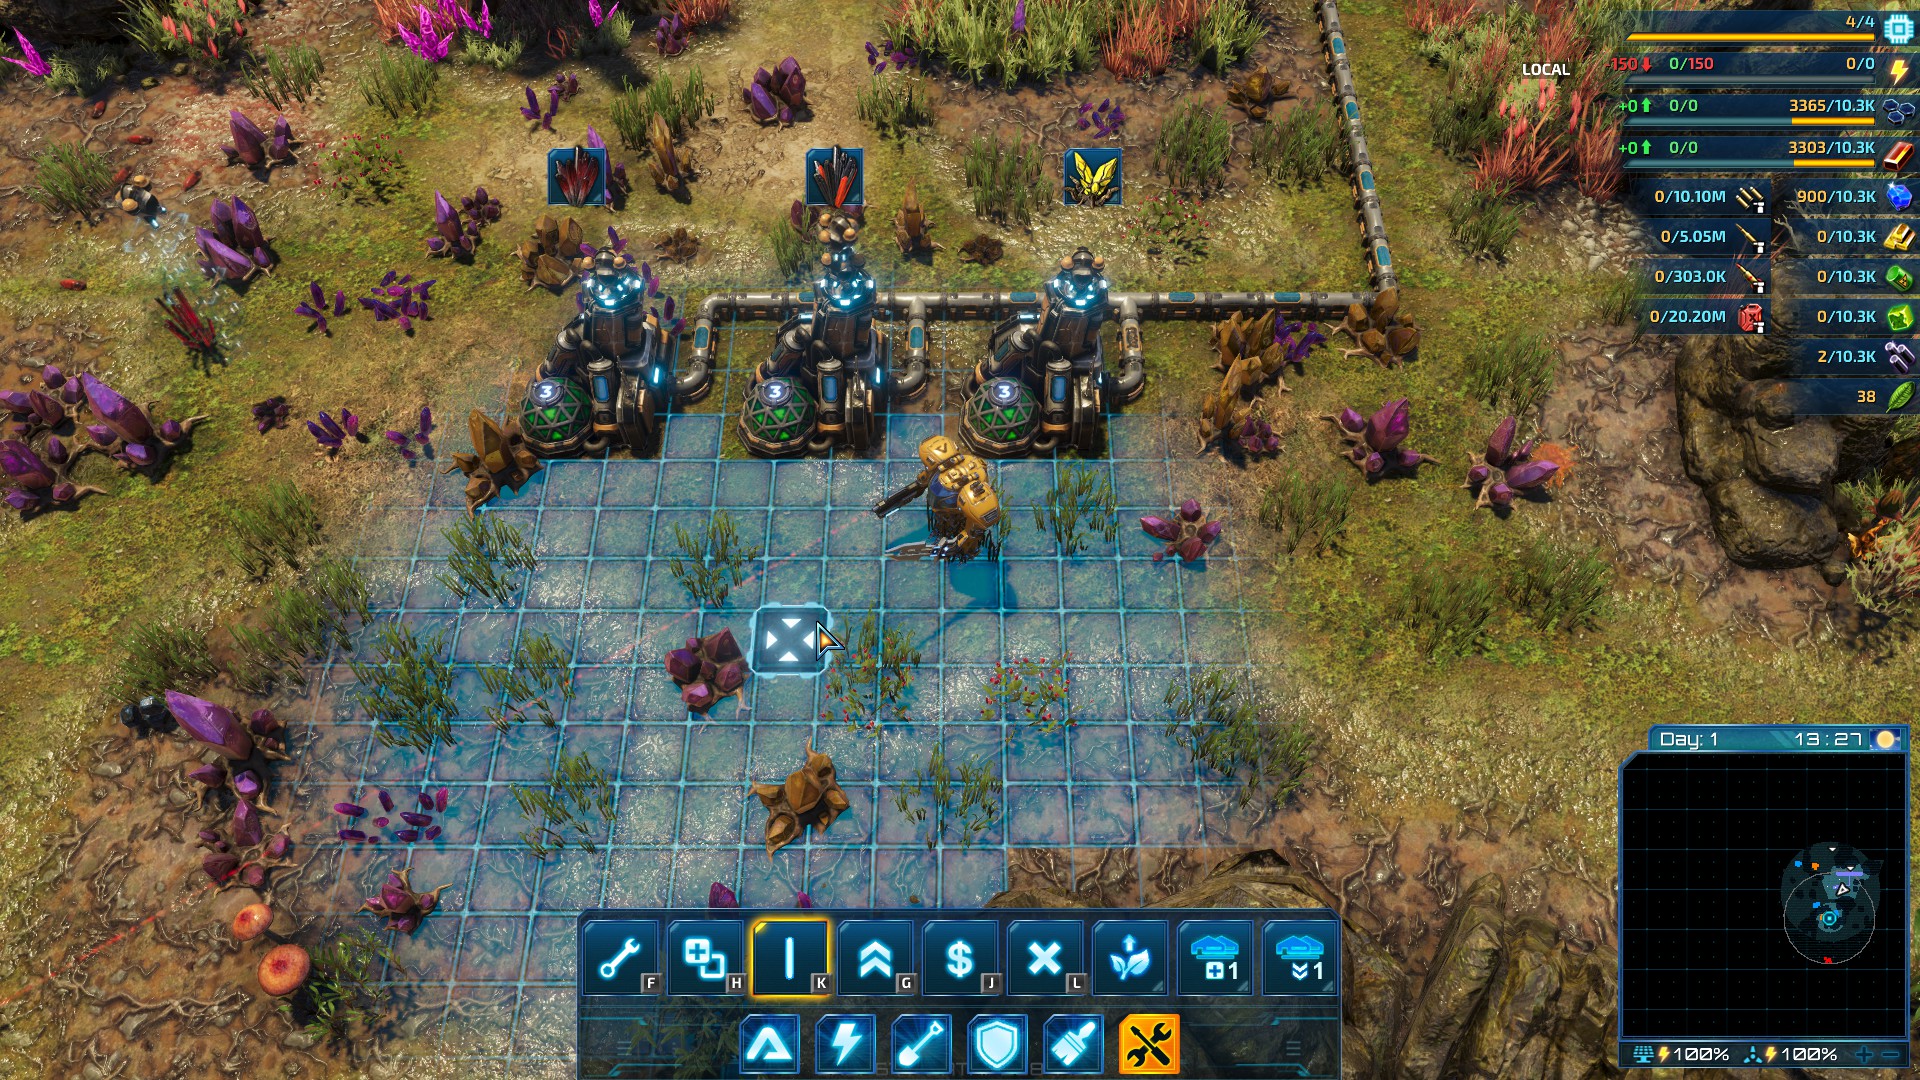 4/4
LOCAL
-150 0/150 0/0
+0 0/0 3365/10.3K
+0 0/0 3303/10.3K
0/10.10M 900/10.3K
0/5.05M 0/10.3K
0/303.0K 0/10.3K
0/20.20M 0/10.3K
2/10.3K
38
3 3 3
Day: 1 13:27
F H K G J L 1 1
100% 100%